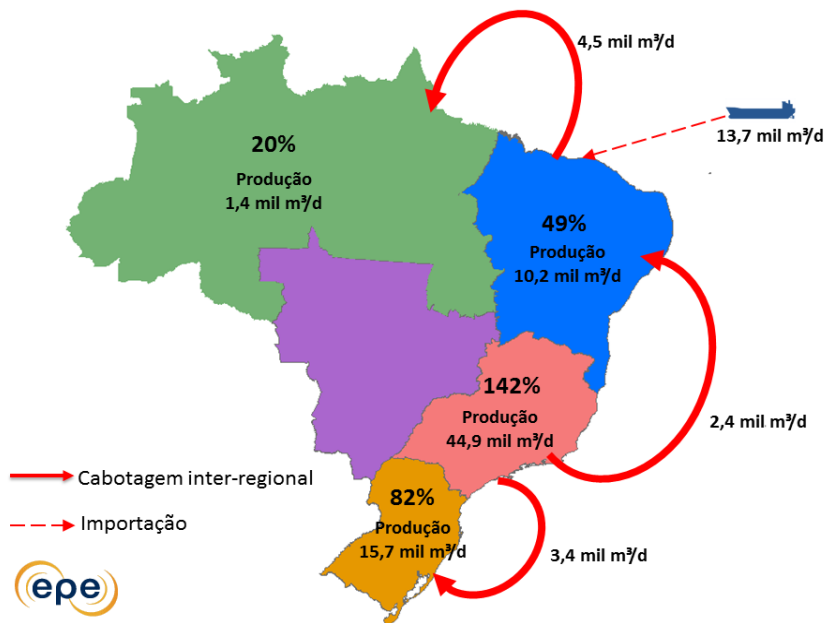 4,5 mil m³/d
13,7 mil m³/d
20%
Produção
1,4 mil m³/d
49%
Produção
10,2 mil m³/d
142%
Produção
44,9 mil m³/d
2,4 mil m³/d
Cabotagem inter-regional
82%
Produção
15,7 mil m³/d
Importação
3,4 mil m³/d
epe